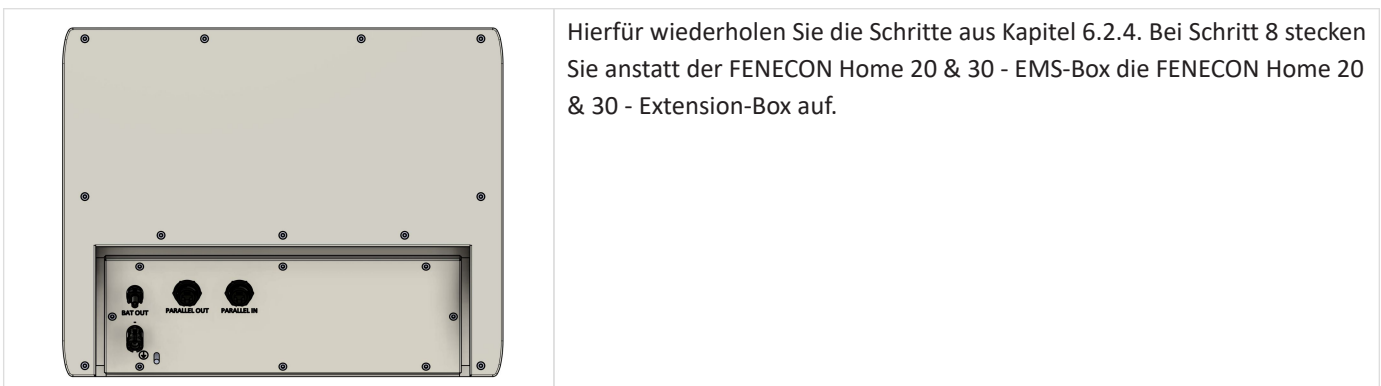 Hierfür wiederholen Sie die Schritte aus Kapitel 6.2.4. Bei Schritt 8 stecken
Sie anstatt der FENECON Home 20 & 30 - EMS-Box die FENECON Home 20
& 30 - Extension-Box auf.
BAT OUT
PARALLEL OUT
PARALLEL IN
-